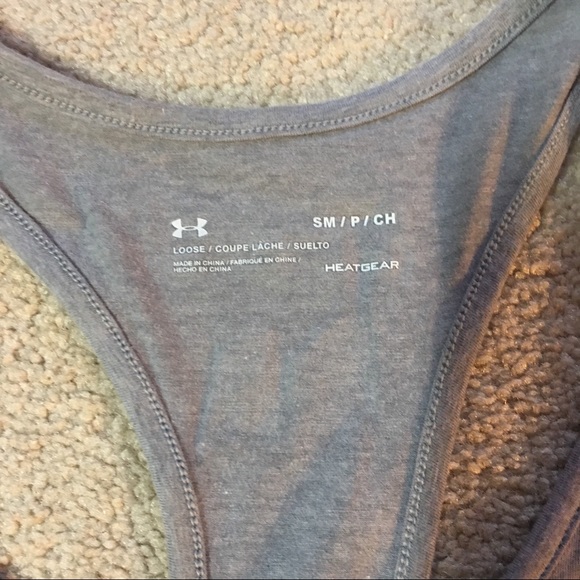 SM / P / CH
LOOSE / COUPE LÂCHE / SUELTO
MADE IN CHINA / FABRIQUÉ EN CHINE /
HECHO EN CHINA
HEATGEAR